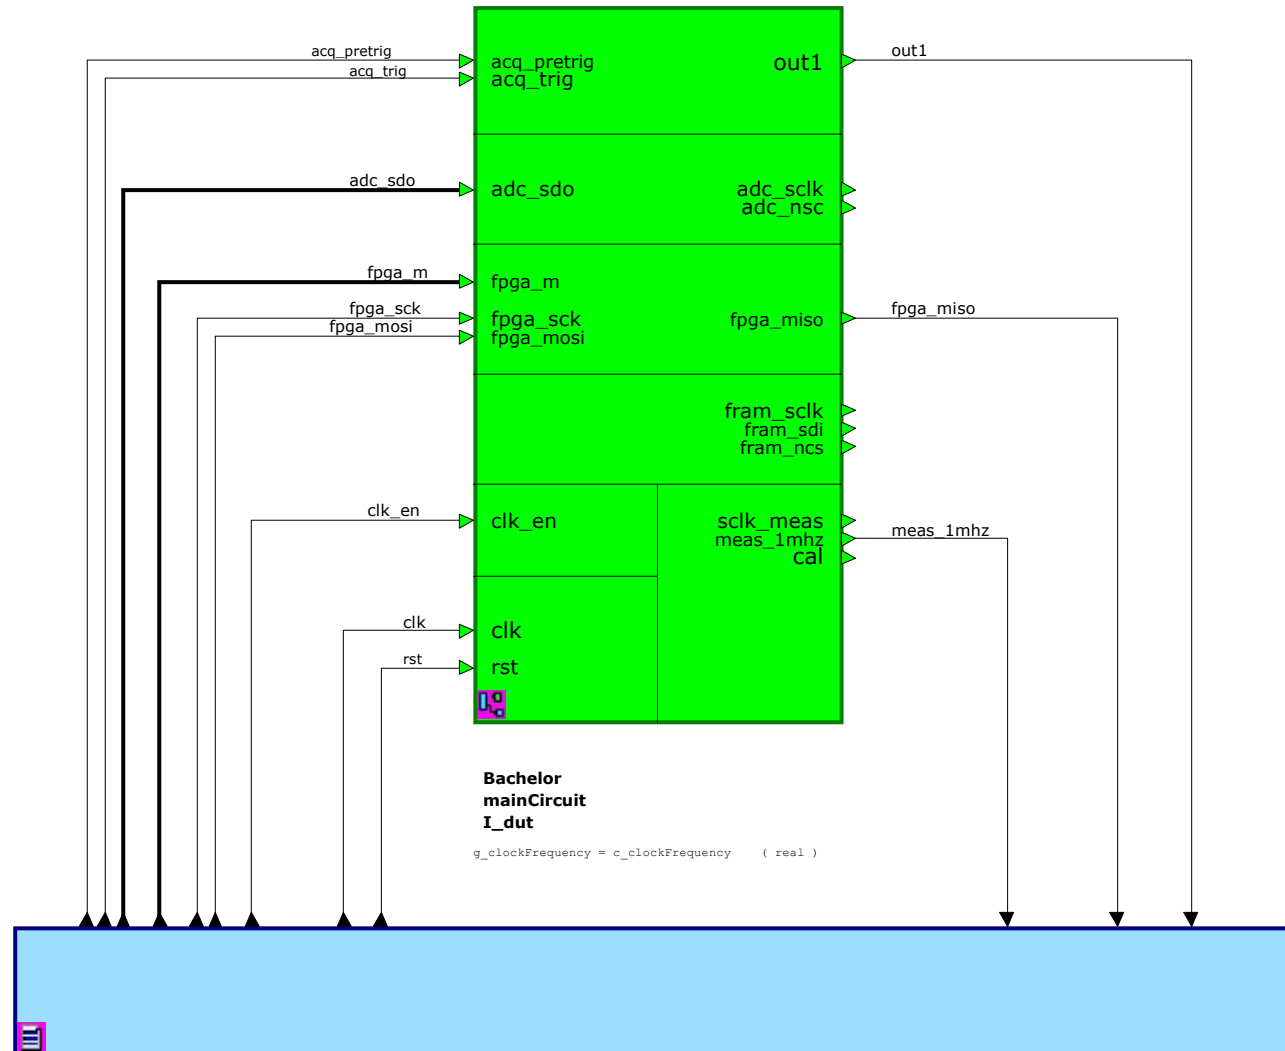 acq_pretrig
acq_trig
acq_pretrig
acq_trig
out1
out1
adc_sdo
adc_sdo
adc_sclk
adc_nsc
fpga_m
fpga_m
fpga_sck
fpga_mosi
fpga_sck
fpga_mosi
fpga_miso
fpga_miso
fram_sclk
fram_sdi
fram_ncs
clk_en
clk_en
sclk_meas
meas_1mhz
cal
meas_1mhz
clk
clk
rst
rst
Bachelor
mainCircuit
I_dut
g_clockFrequency = c_clockFrequency ( real )